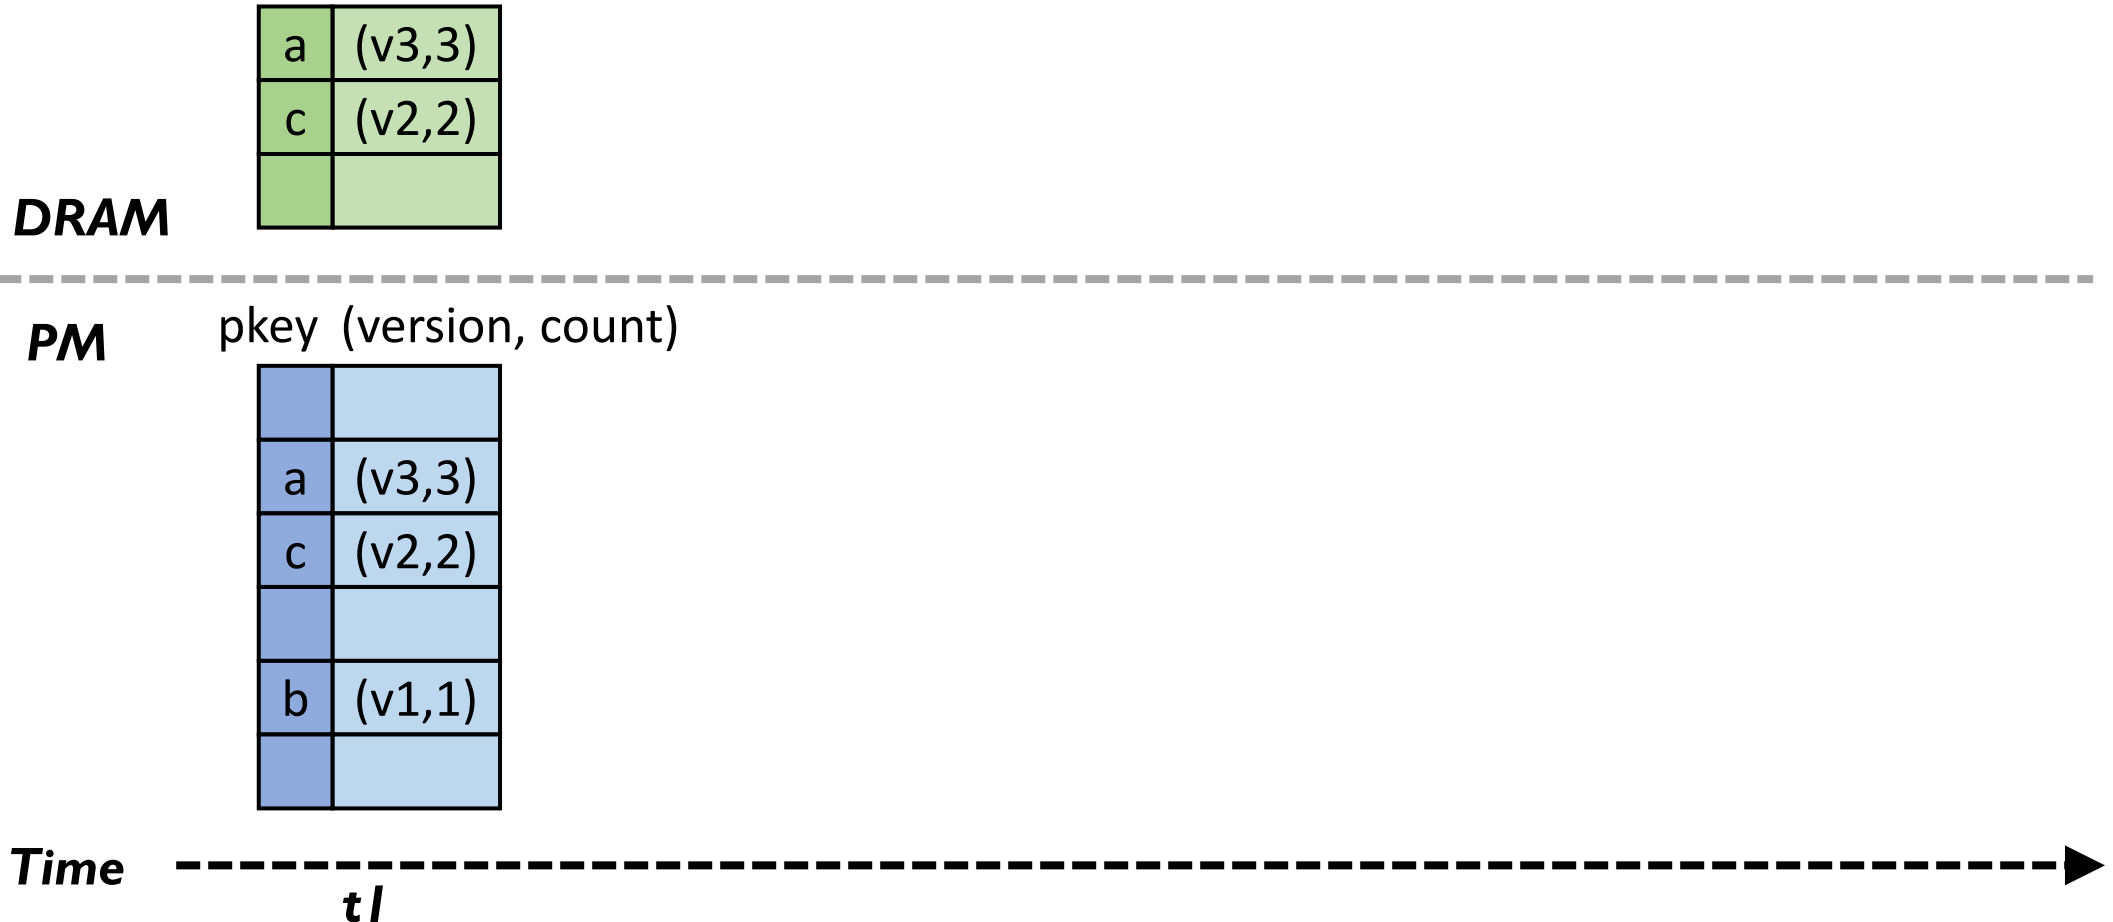 a (v3,3)
c (v2,2)
DRAM
PM
pkey (version, count)
a (v3,3)
c (v2,2)
b (v1,1)
Time
t1